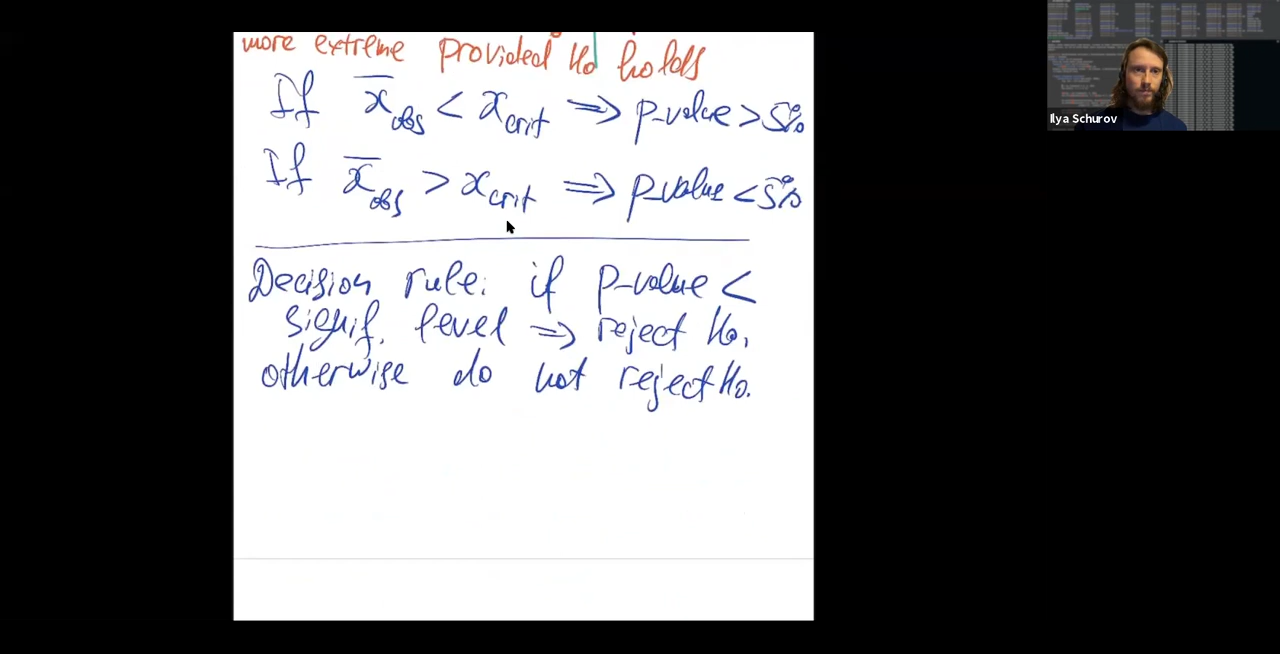 more extreme provided H₀ holds
If x̅obs < xcrit ⇒ p-value > 5%
If x̅obs > xcrit ⇒ p-value < 5%
Decision rule: if p-value <
signif. level ⇒ reject H₀,
otherwise do not reject H₀.
Ilya Schurov